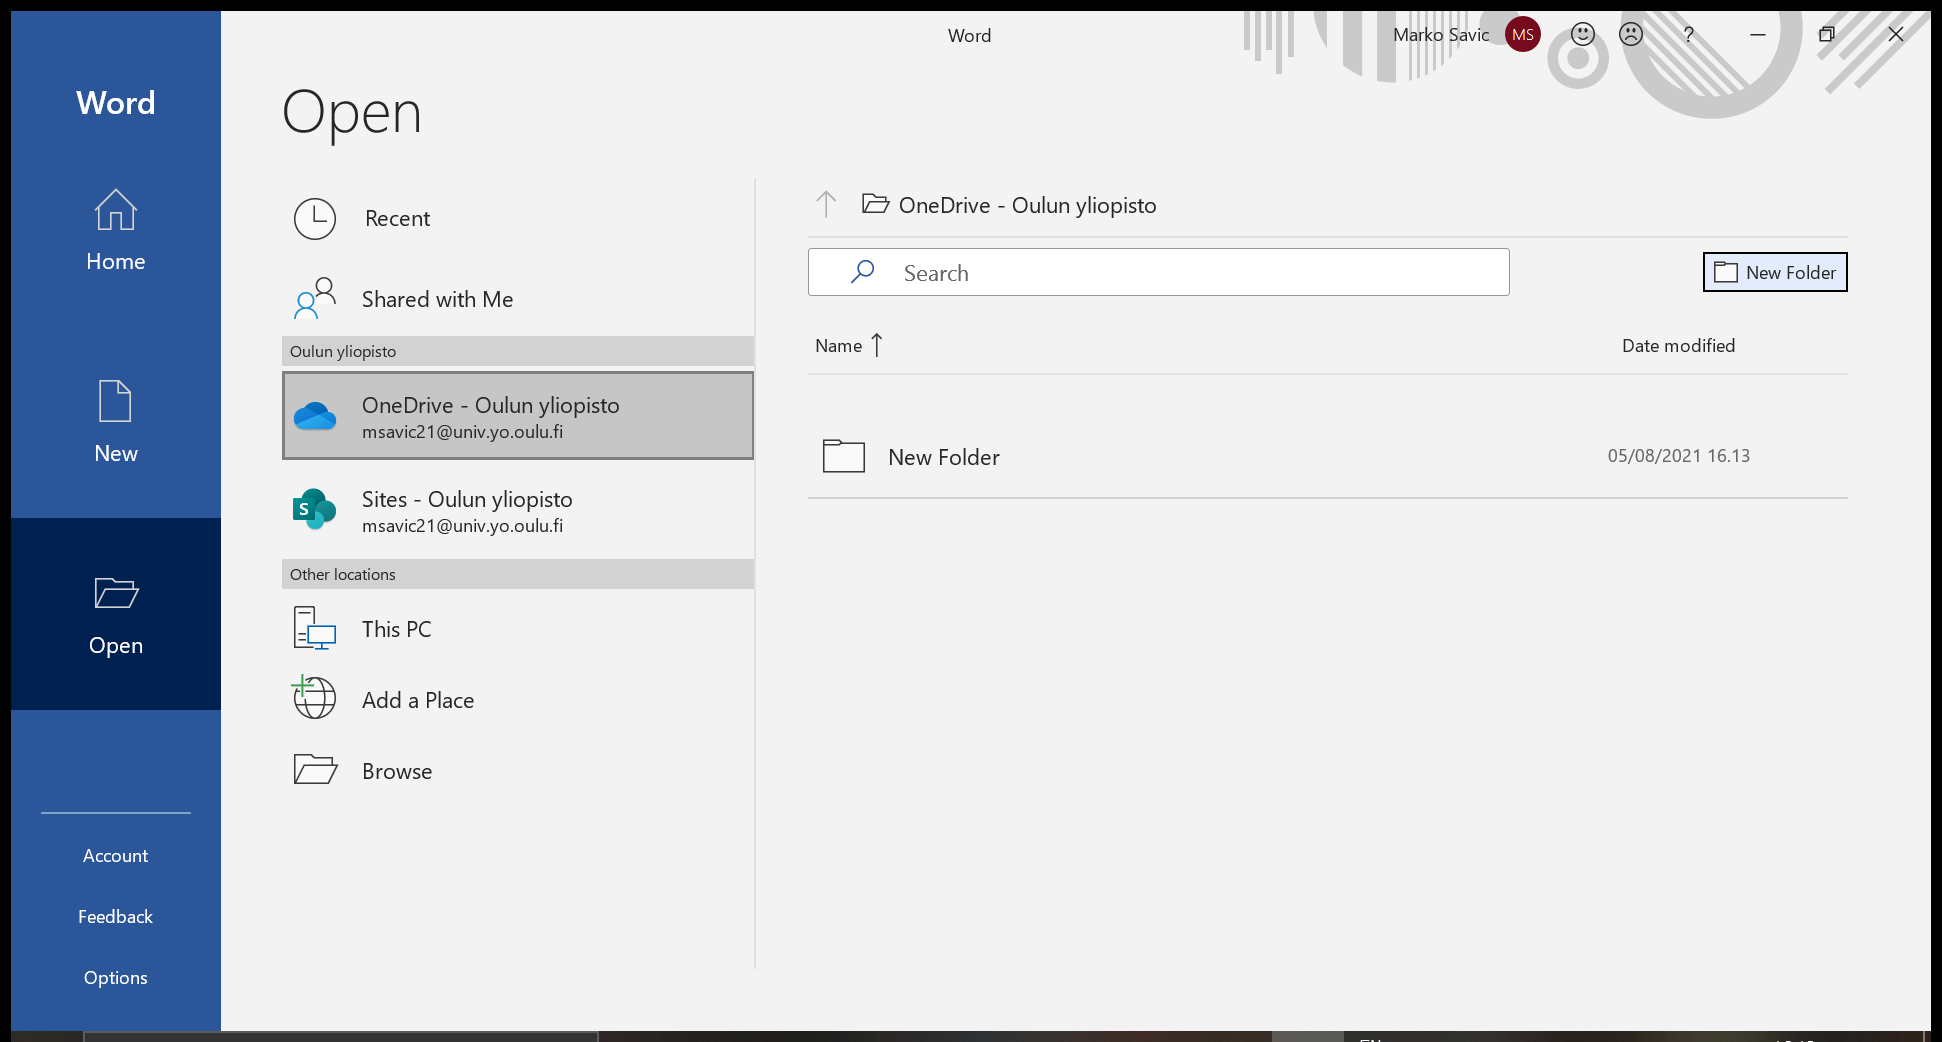 Word
Marko Savic
MS
?
Word
Home
New
Open
Account
Feedback
Options
Open
Recent
Shared with Me
Oulun yliopisto
OneDrive - Oulun yliopisto
msavic21@univ.yo.oulu.fi
S
Sites - Oulun yliopisto
msavic21@univ.yo.oulu.fi
Other locations
This PC
Add a Place
Browse
OneDrive - Oulun yliopisto
Search
New Folder
Name
Date modified
New Folder
05/08/2021 16.13